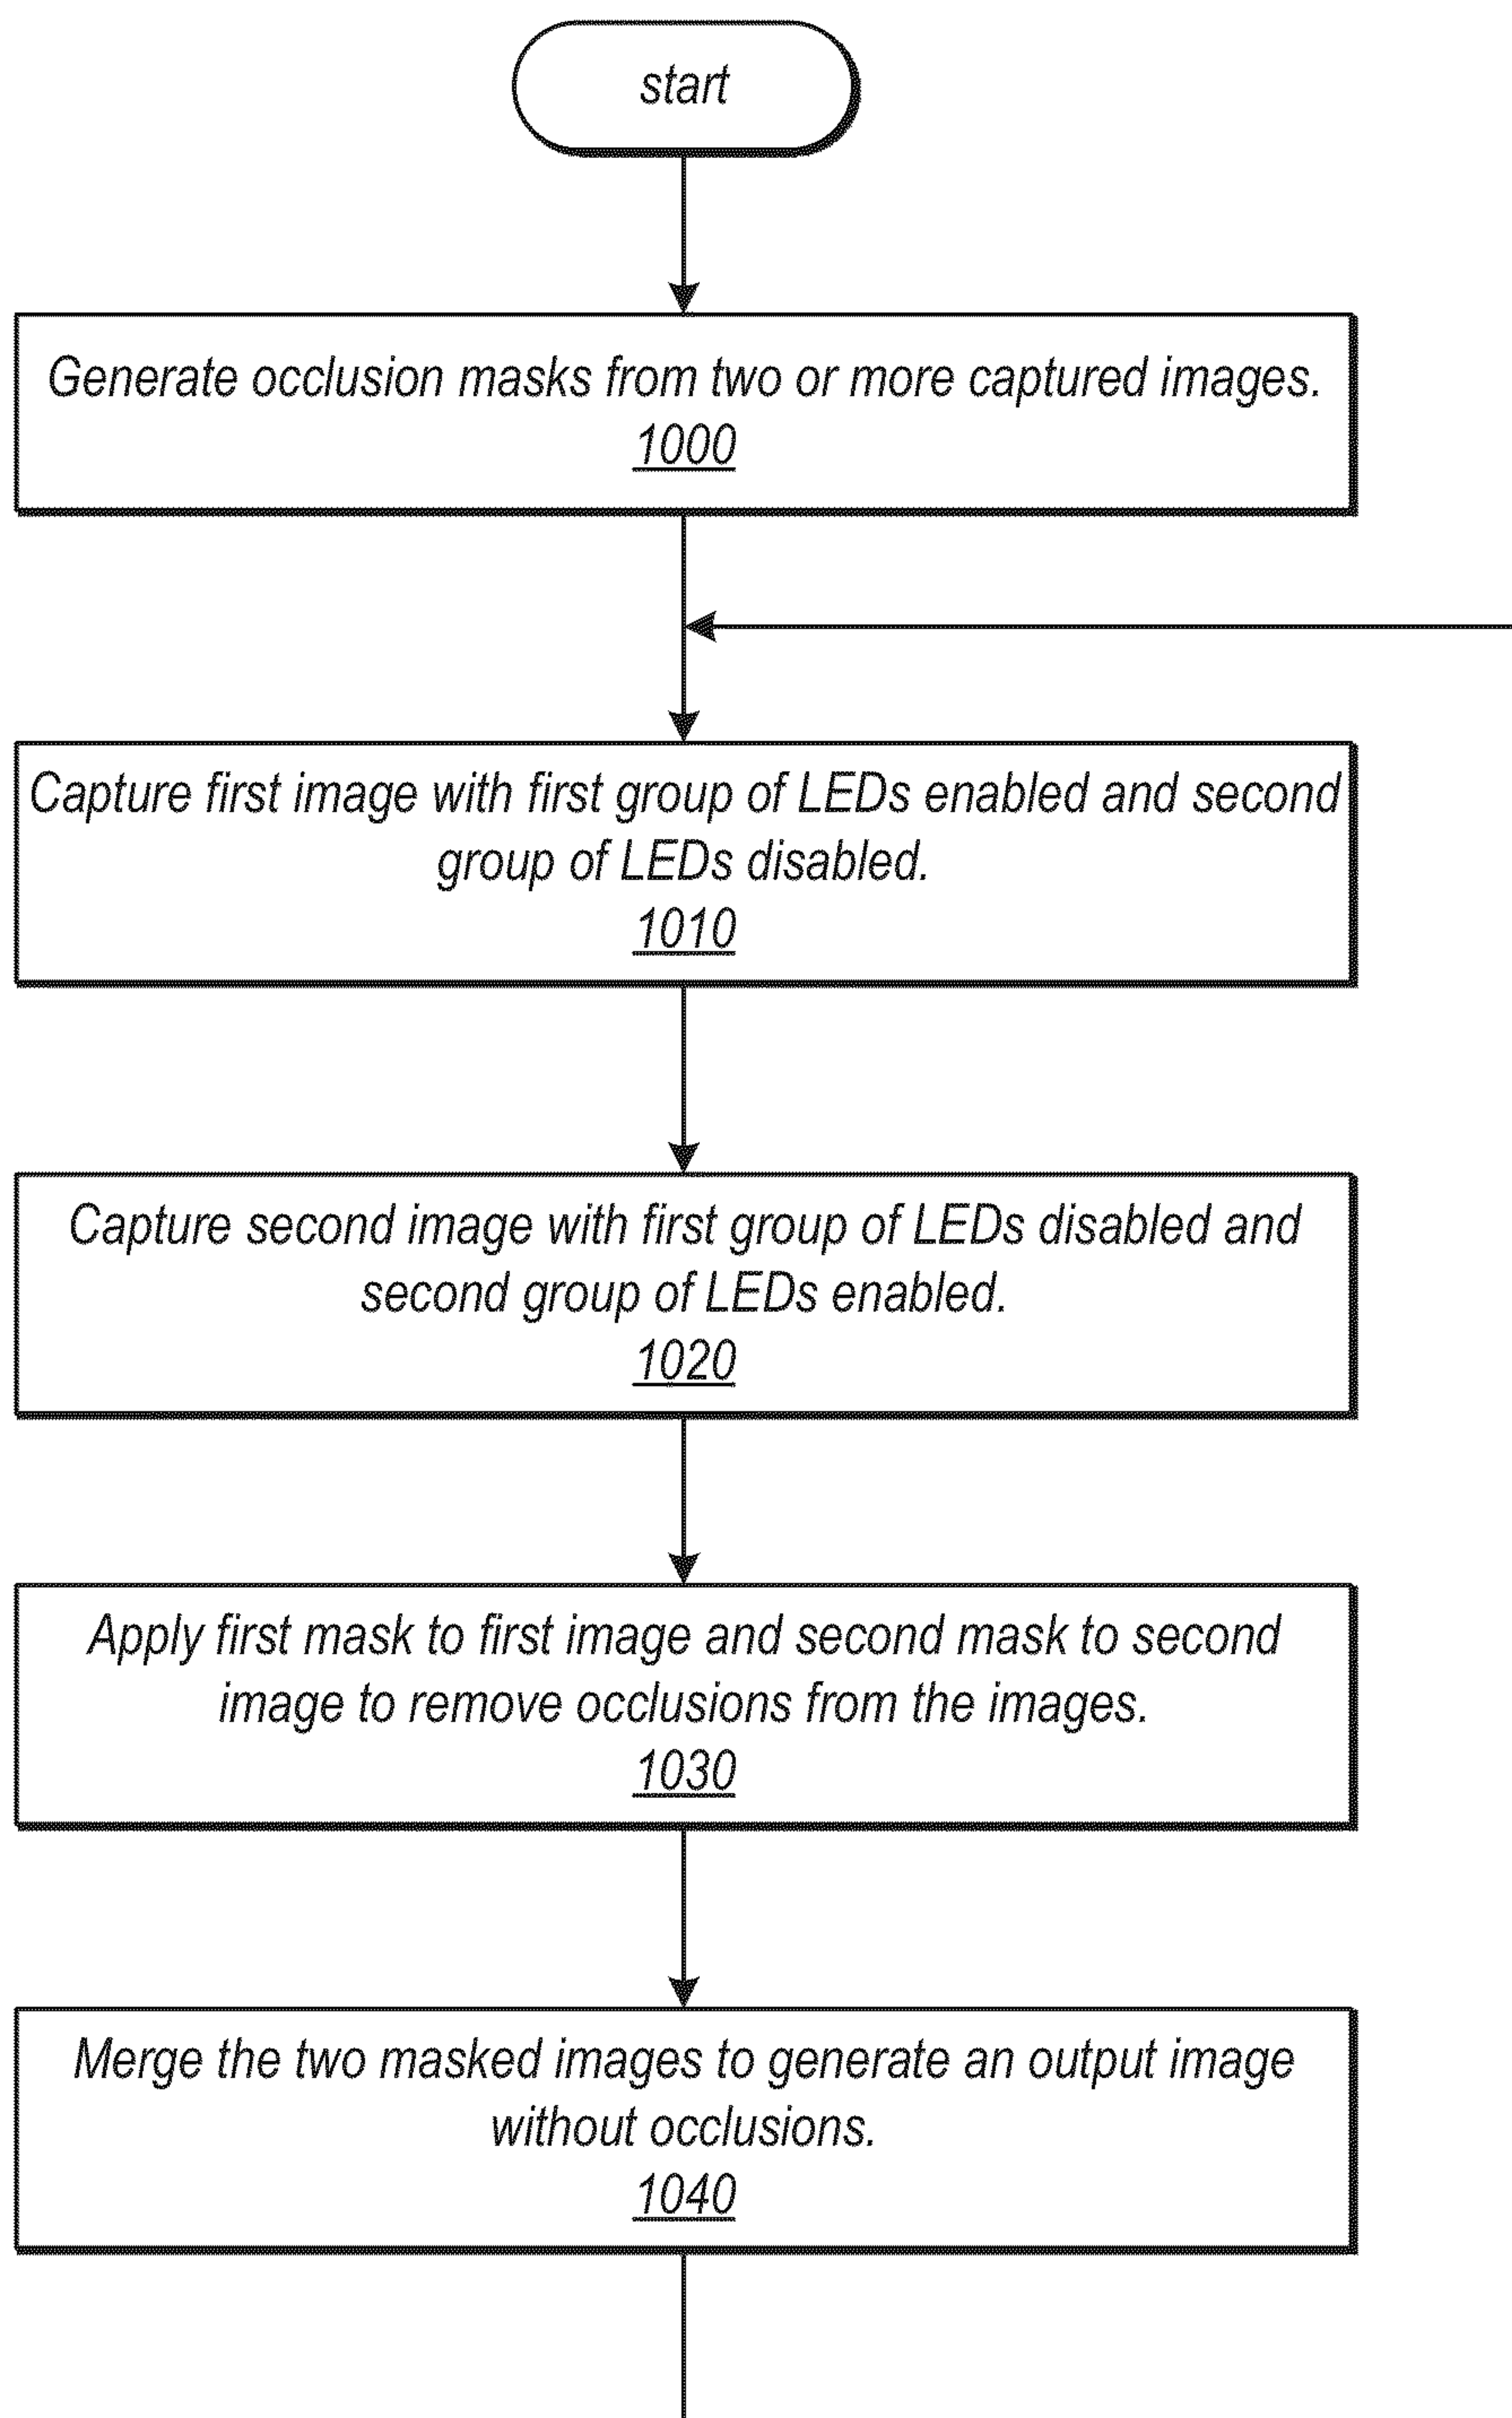 start
Generate occlusion masks from two or more captured images.
1000
Capture first image with first group of LEDs enabled and second
group of LEDs disabled.
1010
Capture second image with first group of LEDs disabled and
second group of LEDs enabled.
1020
Apply first mask to first image and second mask to second
image to remove occlusions from the images.
1030
Merge the two masked images to generate an output image
without occlusions.
1040